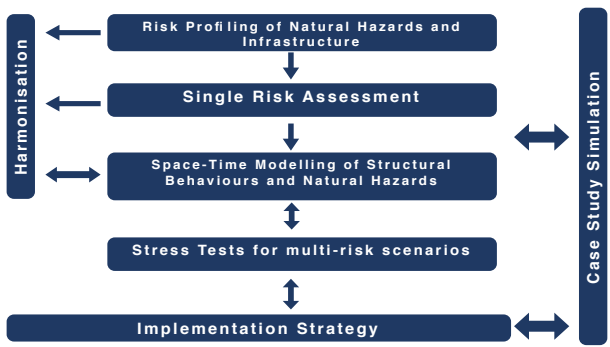 Harmonisation
Risk Profiling of Natural Hazards and
Infrastructure
Single Risk Assessment
Space-Time Modelling of Structural
Behaviours and Natural Hazards
Stress Tests for multi-risk scenarios
Implementation Strategy
Case Study Simulation